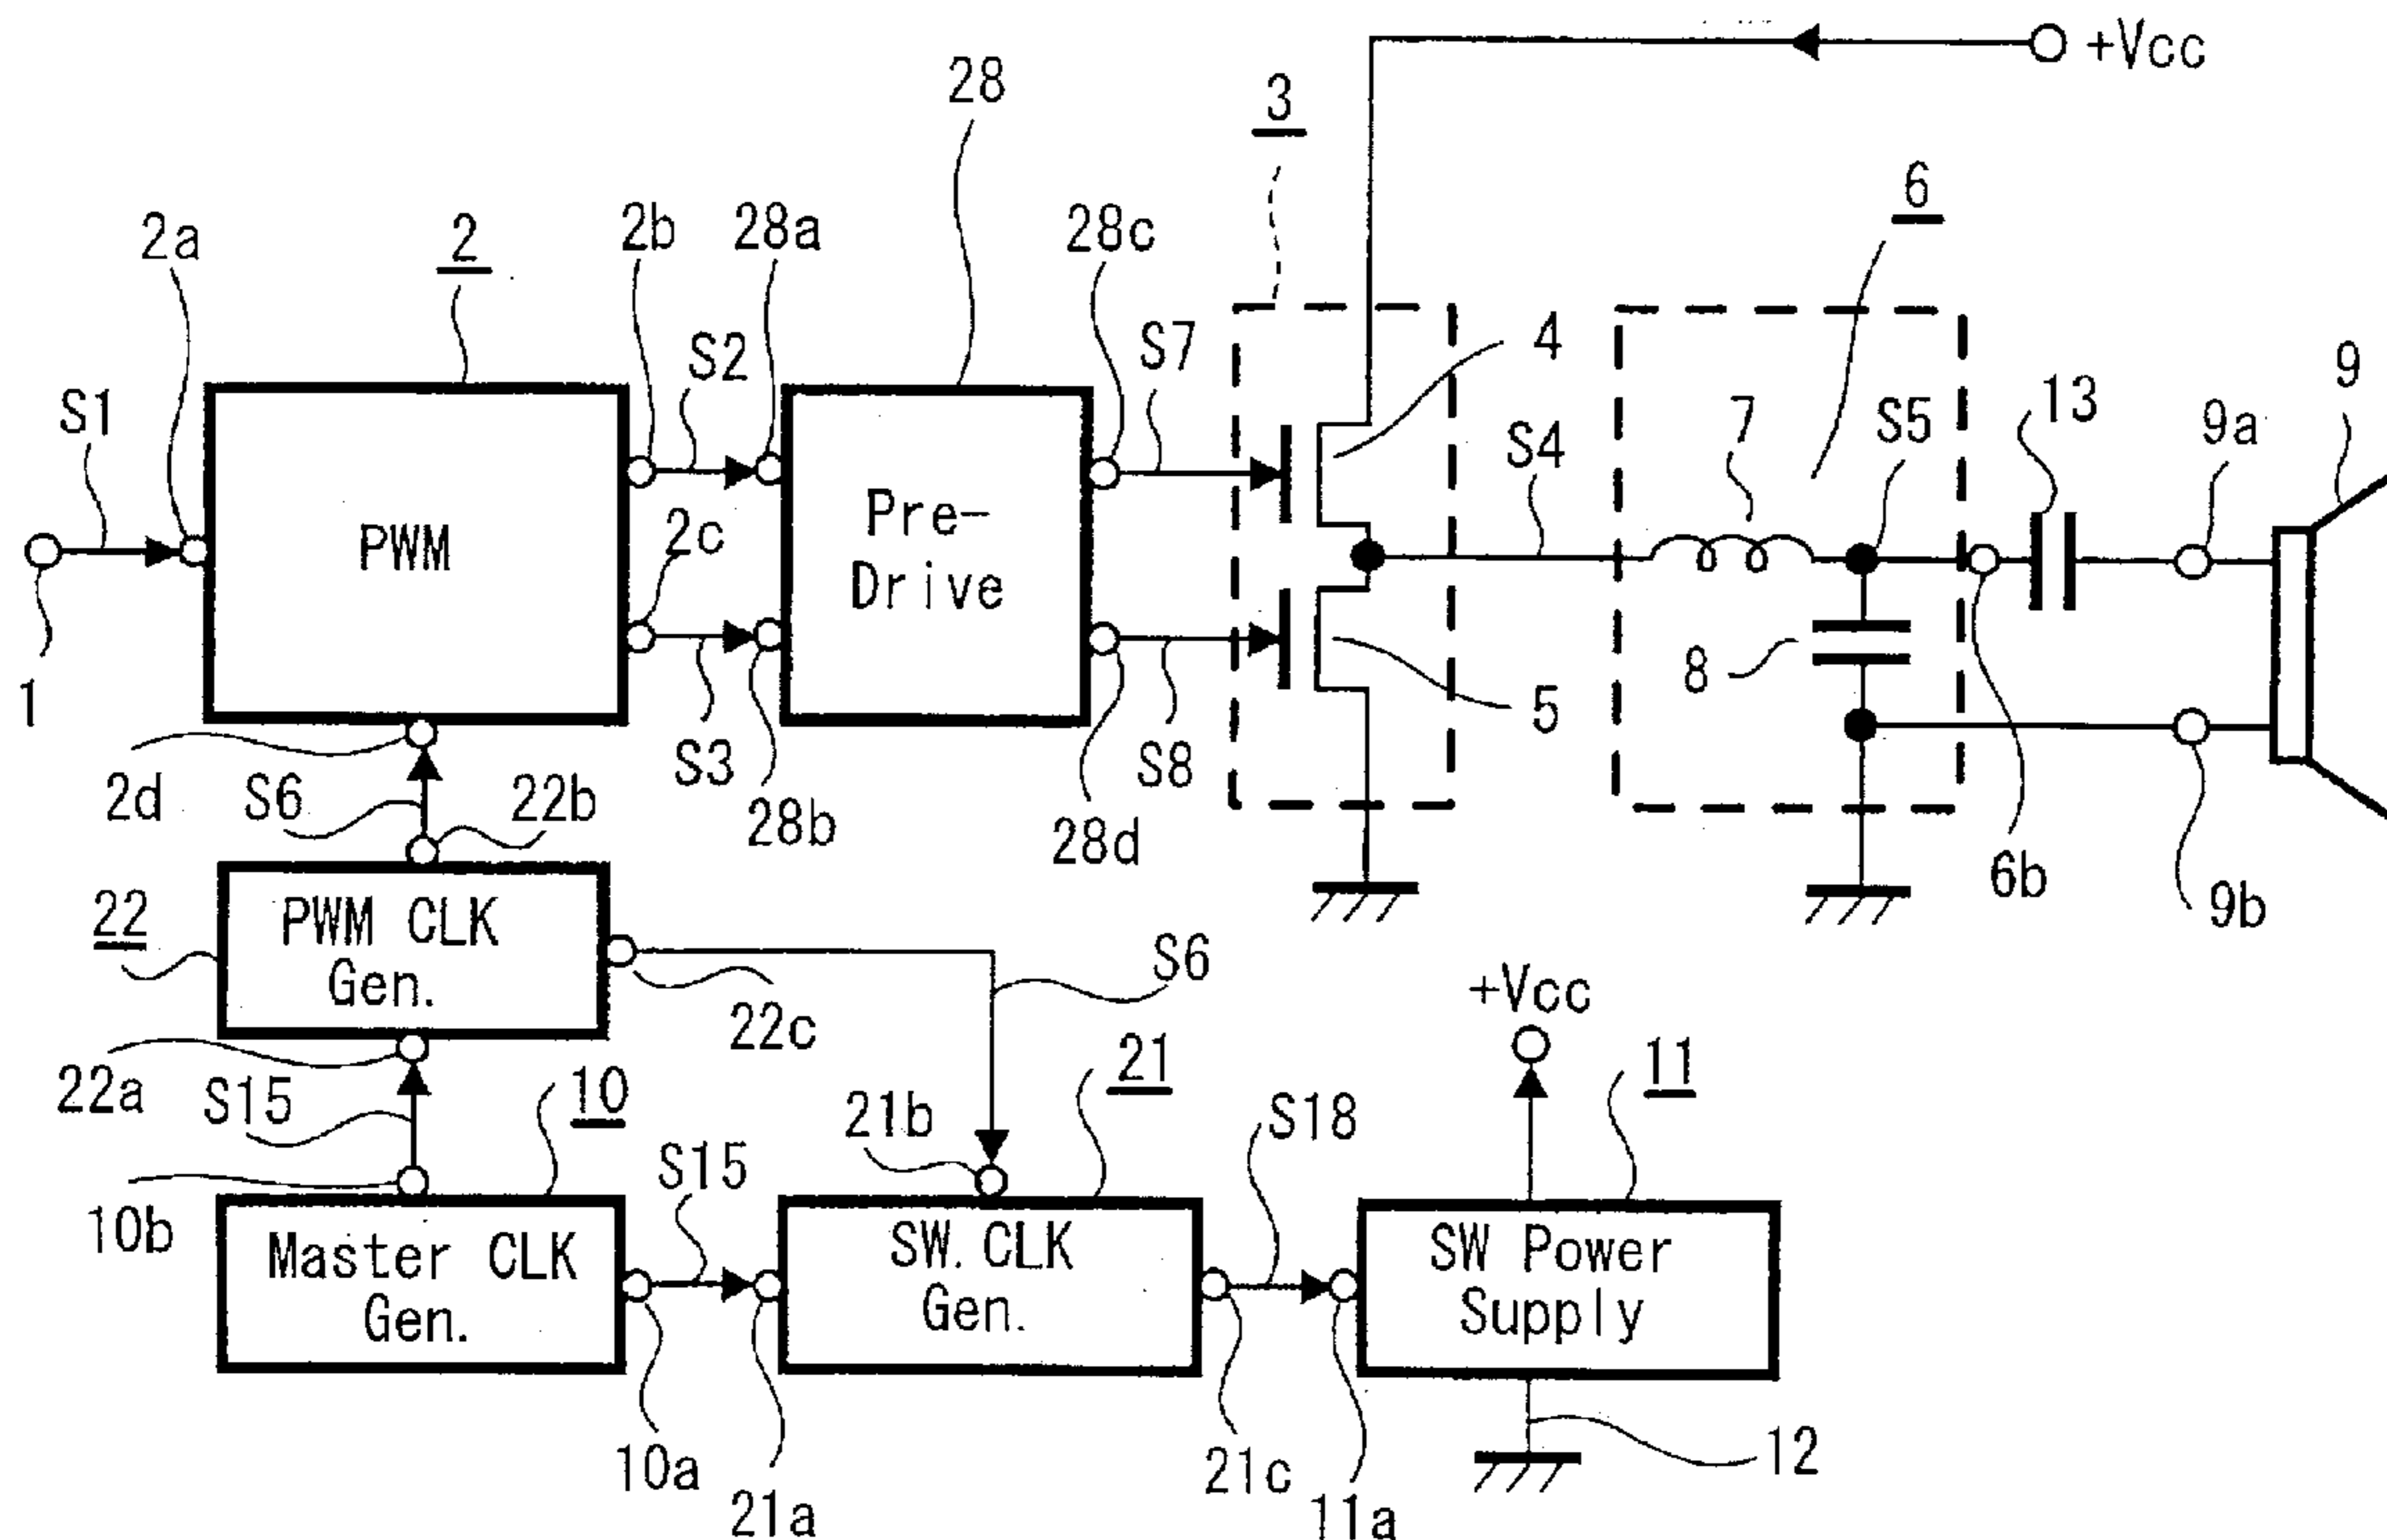 +Vcc
28
3
6
2a
2
2b
28a
28c
S1
S2
S7
4
7
S5
13
9a
9
S4
PWM
2c
Pre-
Drive
8
5
1
S3
S8
2d
S6
22b
28b
28d
6b
9b
22
PWM CLK
Gen.
22c
S6
+Vcc
22a
S15
10
21b
21
S18
11
10b
S15
Master CLK
Gen.
SW. CLK
Gen.
SW Power
Supply
10a
21a
21c
11a
12